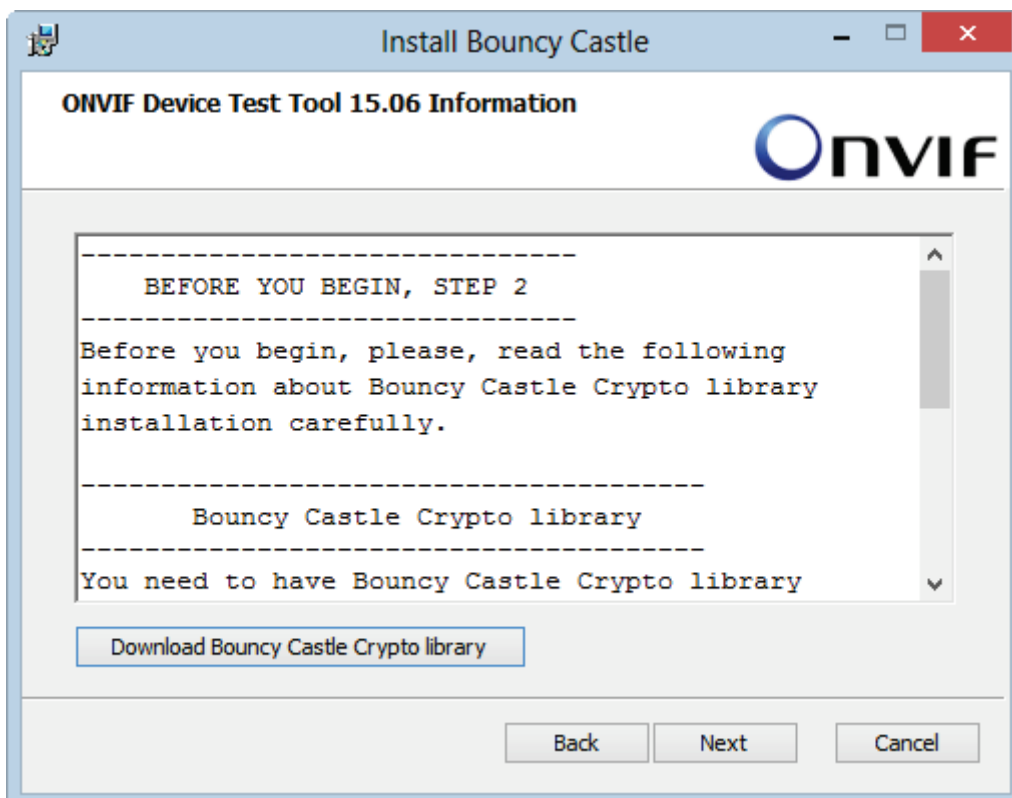 Install Bouncy Castle
ONVIF Device Test Tool 15.06 Information
ONVIF
-------------------------------
BEFORE YOU BEGIN, STEP 2
-------------------------------
Before you begin, please, read the following
information about Bouncy Castle Crypto library
installation carefully.
---------------------------------------
Bouncy Castle Crypto library
---------------------------------------
You need to have Bouncy Castle Crypto library
Download Bouncy Castle Crypto library
Back Next Cancel